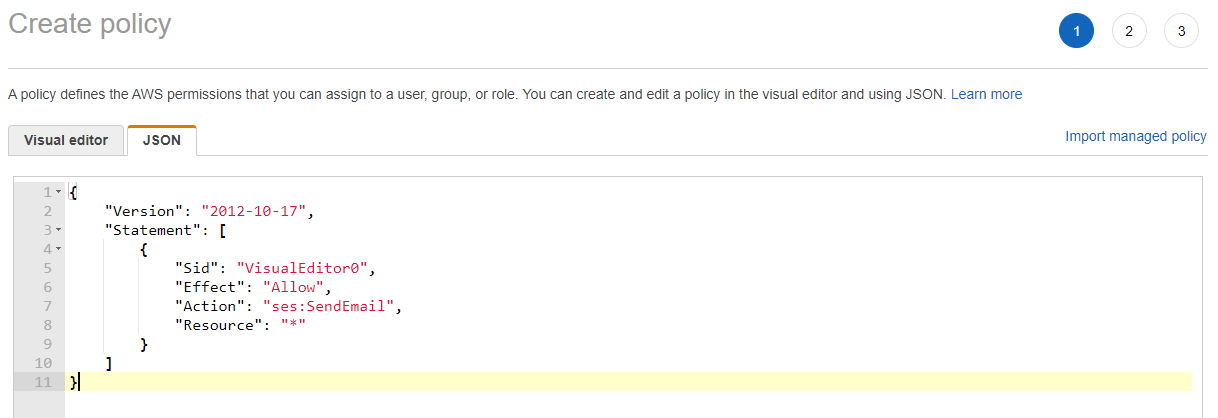 Create policy
1 2 3
A policy defines the AWS permissions that you can assign to a user, group, or role. You can create and edit a policy in the visual editor and using JSON. Learn more
Visual editor JSON Import managed policy
1 {
2     "Version": "2012-10-17",
3     "Statement": [
4         {
5             "Sid": "VisualEditor0",
6             "Effect": "Allow",
7             "Action": "ses:SendEmail",
8             "Resource": "*"
9         }
10     ]
11 }